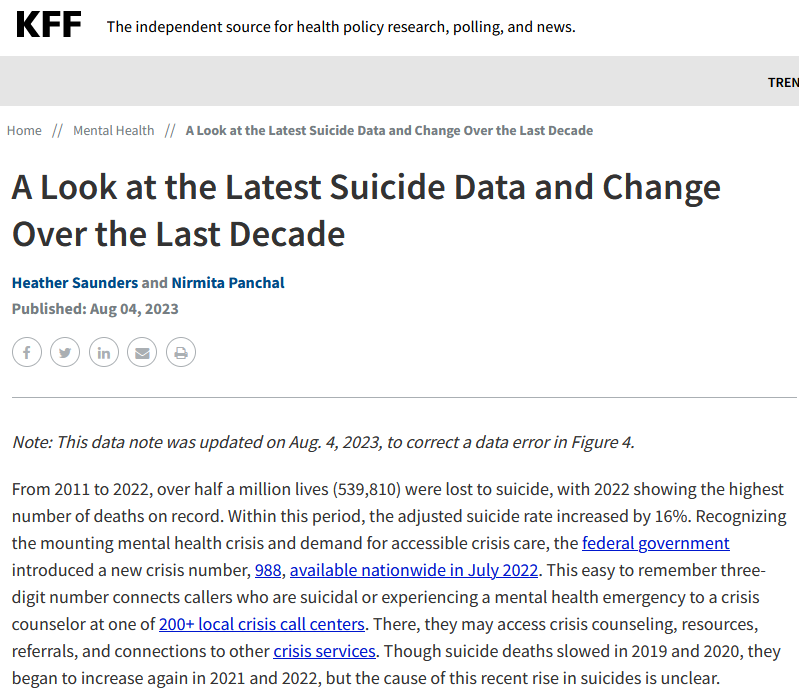 KFF
The independent source for health policy research, polling, and news.
TREN
Home // Mental Health // A Look at the Latest Suicide Data and Change Over the Last Decade
A Look at the Latest Suicide Data and Change
Over the Last Decade
Heather Saunders and Nirmita Panchal
Published: Aug 04, 2023
Note: This data note was updated on Aug. 4, 2023, to correct a data error in Figure 4.
From 2011 to 2022, over half a million lives (539,810) were lost to suicide, with 2022 showing the highest
number of deaths on record. Within this period, the adjusted suicide rate increased by 16%. Recognizing
the mounting mental health crisis and demand for accessible crisis care, the federal government
introduced a new crisis number, 988, available nationwide in July 2022. This easy to remember three-
digit number connects callers who are suicidal or experiencing a mental health emergency to a crisis
counselor at one of 200+ local crisis call centers. There, they may access crisis counseling, resources,
referrals, and connections to other crisis services. Though suicide deaths slowed in 2019 and 2020, they
began to increase again in 2021 and 2022, but the cause of this recent rise in suicides is unclear.